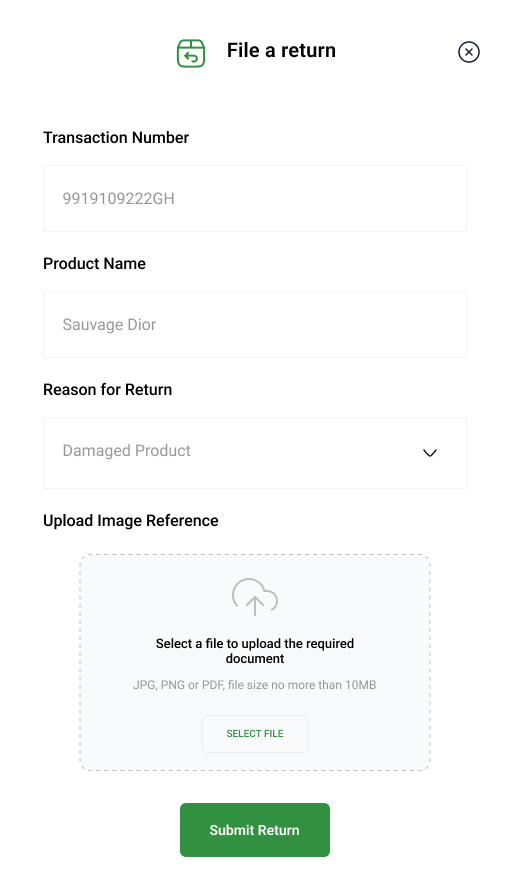 File a return
Transaction Number
9919109222GH
Product Name
Sauvage Dior
Reason for Return
Damaged Product
Upload Image Reference
Select a file to upload the required
document
JPG, PNG or PDF, file size no more than 10MB
SELECT FILE
Submit Return